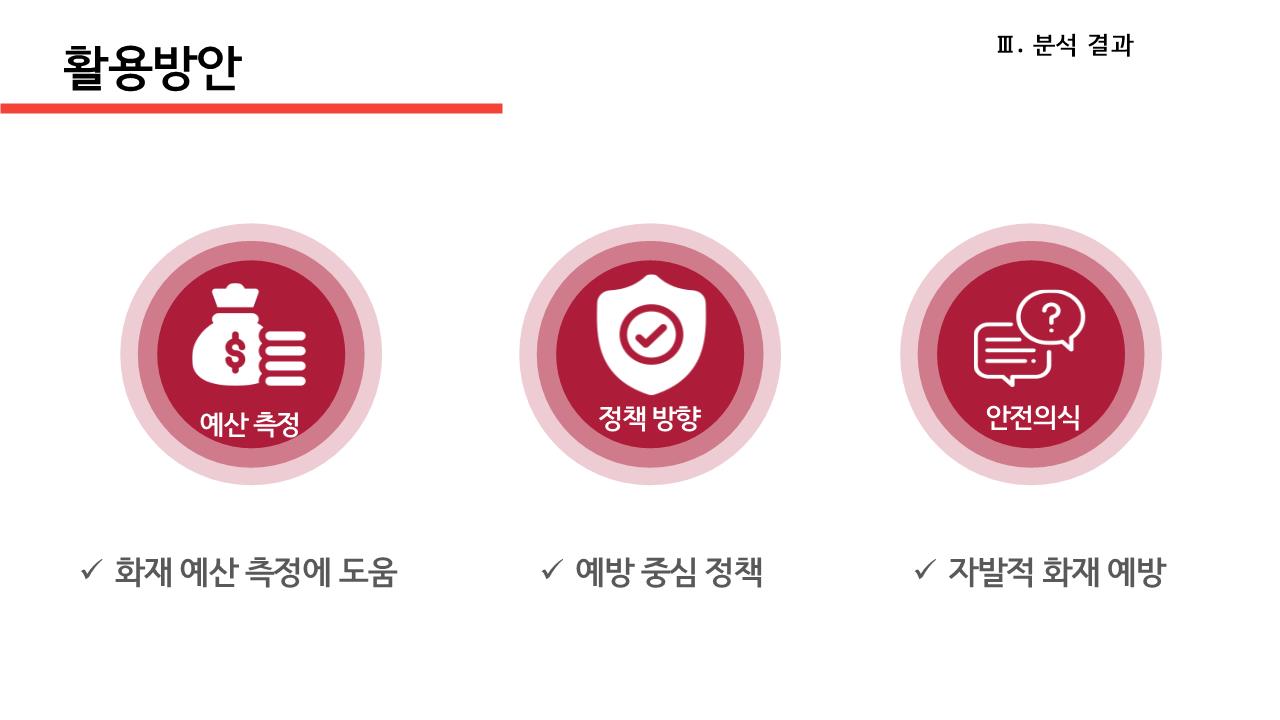 활용방안
Ⅲ. 분석 결과
$
?
예산 측정
정책 방향
안전의식
✓ 화재 예산 측정에 도움
✓ 예방 중심 정책
✓ 자발적 화재 예방